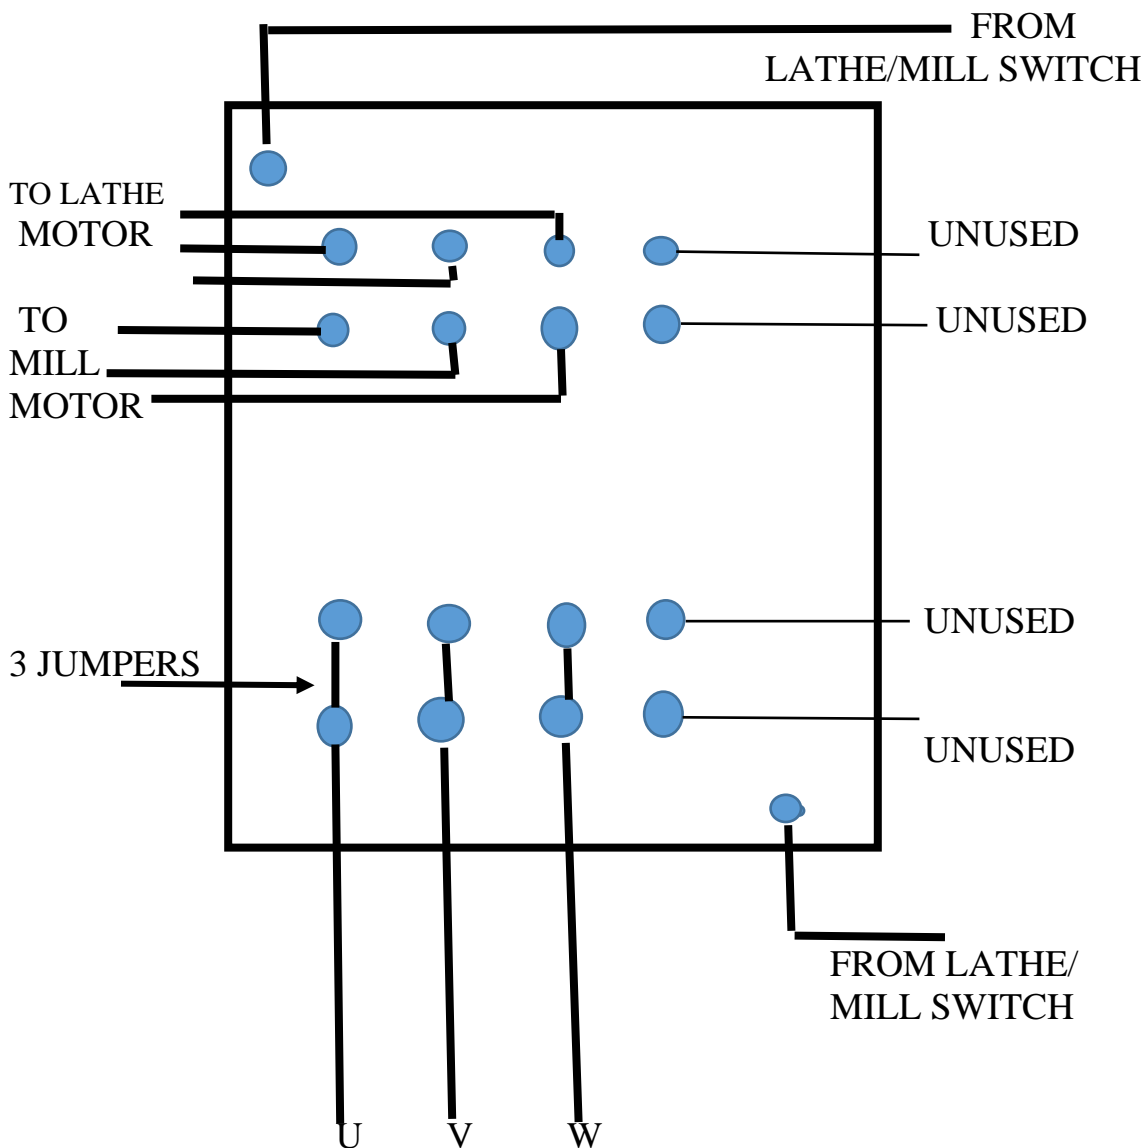 FROM
LATHE/MILL SWITCH
TO LATHE
MOTOR
UNUSED
TO
MILL
MOTOR
UNUSED
UNUSED
3 JUMPERS
UNUSED
FROM LATHE/
MILL SWITCH
U V W